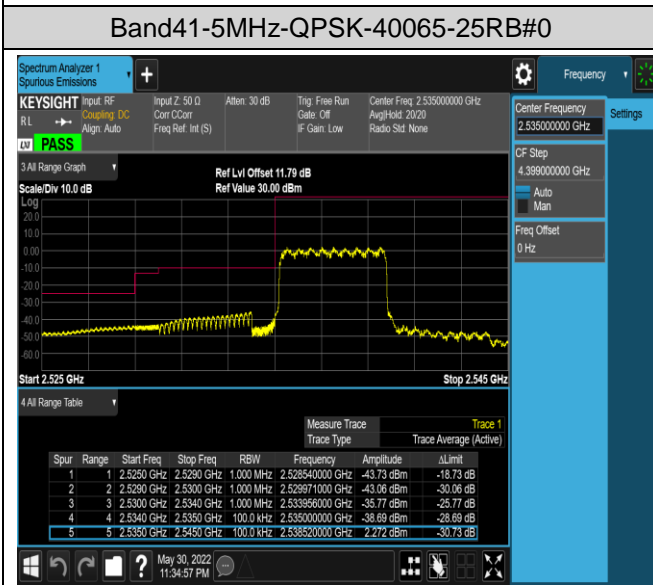 Band41-5MHz-QPSK-40065-25RB#0
Spectrum Analyzer 1
Spurious Emissions
+
Frequency
KEYSIGHT Input: RF Input Z: 50 Ω Atten: 30 dB Trig: Free Run Center Freq: 2.535000000 GHz
RL Coupling: DC Corr CCorr Gate: Off Avg|Hold: 20/20
Align: Auto Freq Ref: Int (S) IF Gain: Low Radio Std: None
LXI PASS
Center Frequency
2.535000000 GHz
Settings
CF Step
4.399000000 GHz
Auto
Man
Freq Offset
0 Hz
3 All Range Graph
Ref Lvl Offset 11.79 dB
Scale/Div 10.0 dB Ref Value 30.00 dBm
Log
20.0
10.0
0.00
-10.0
-20.0
-30.0
-40.0
-50.0
-60.0
Start 2.525 GHz Stop 2.545 GHz
4 All Range Table
Measure Trace Trace 1
Trace Type Trace Average (Active)
Spur Range Start Freq Stop Freq RBW Frequency Amplitude ΔLimit
1 1 2.5250 GHz 2.5290 GHz 1.000 MHz 2.528540000 GHz -43.73 dBm -18.73 dB
2 2 2.5290 GHz 2.5300 GHz 1.000 MHz 2.529971000 GHz -43.06 dBm -30.06 dB
3 3 2.5300 GHz 2.5340 GHz 1.000 MHz 2.533956000 GHz -35.77 dBm -25.77 dB
4 4 2.5340 GHz 2.5350 GHz 100.0 kHz 2.535000000 GHz -38.69 dBm -28.69 dB
5 5 2.5350 GHz 2.5450 GHz 100.0 kHz 2.538520000 GHz 2.272 dBm -30.73 dB
?
May 30, 2022
11:34:57 PM